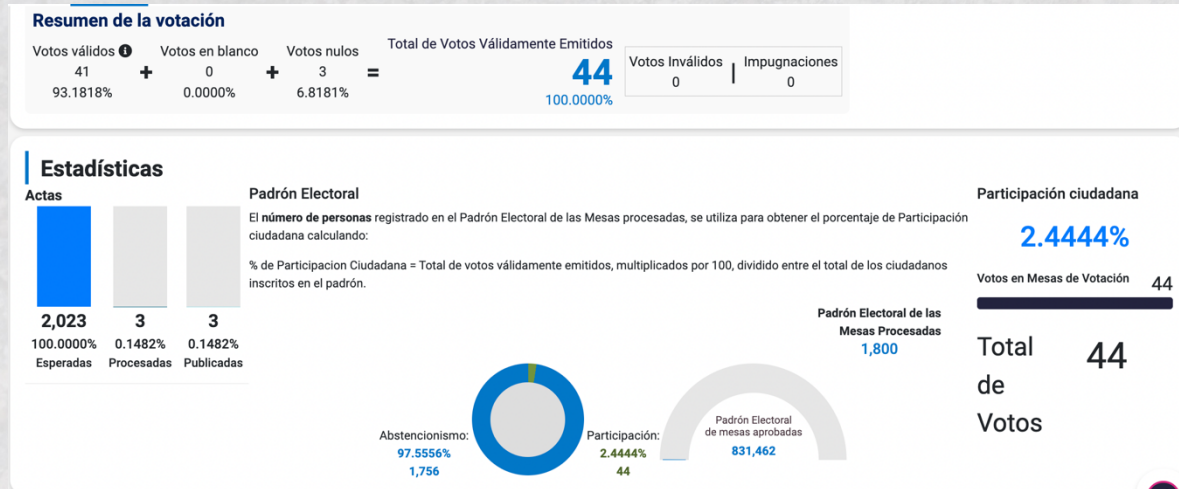 Resumen de la votación
Votos válidos
Votos en blanco
Votos nulos
Total de Votos Válidamente Emitidos
41
+
0
+
3
=
44
93.1818%
0.0000%
6.8181%
100.0000%
Votos Inválidos
0
|
Impugnaciones
0
Estadísticas
Actas
2,023
100.0000%
Esperadas
3
0.1482%
Procesadas
3
0.1482%
Publicadas
Padrón Electoral
El número de personas registrado en el Padrón Electoral de las Mesas procesadas, se utiliza para obtener el porcentaje de Participación
ciudadana calculando:
% de Participacion Ciudadana = Total de votos válidamente emitidos, multiplicados por 100, dividido entre el total de los ciudadanos
inscritos en el padrón.
Padrón Electoral de las
Mesas Procesadas
1,800
Abstencionismo:
97.5556%
1,756
Participación:
2.4444%
44
Padrón Electoral
de mesas aprobadas
831,462
Participación ciudadana
2.4444%
Votos en Mesas de Votación 44
Total
de
Votos
44